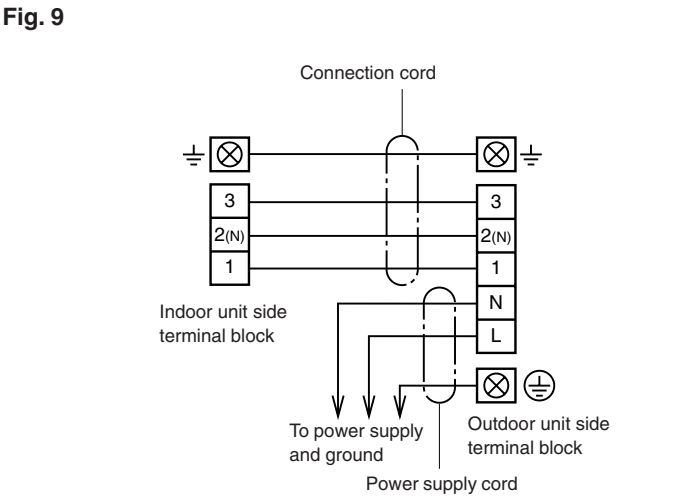 Fig. 9
Connection cord
3
2(N)
1
3
2(N)
1
N
L
Indoor unit side
terminal block
To power supply
and ground
Outdoor unit side
terminal block
Power supply cord